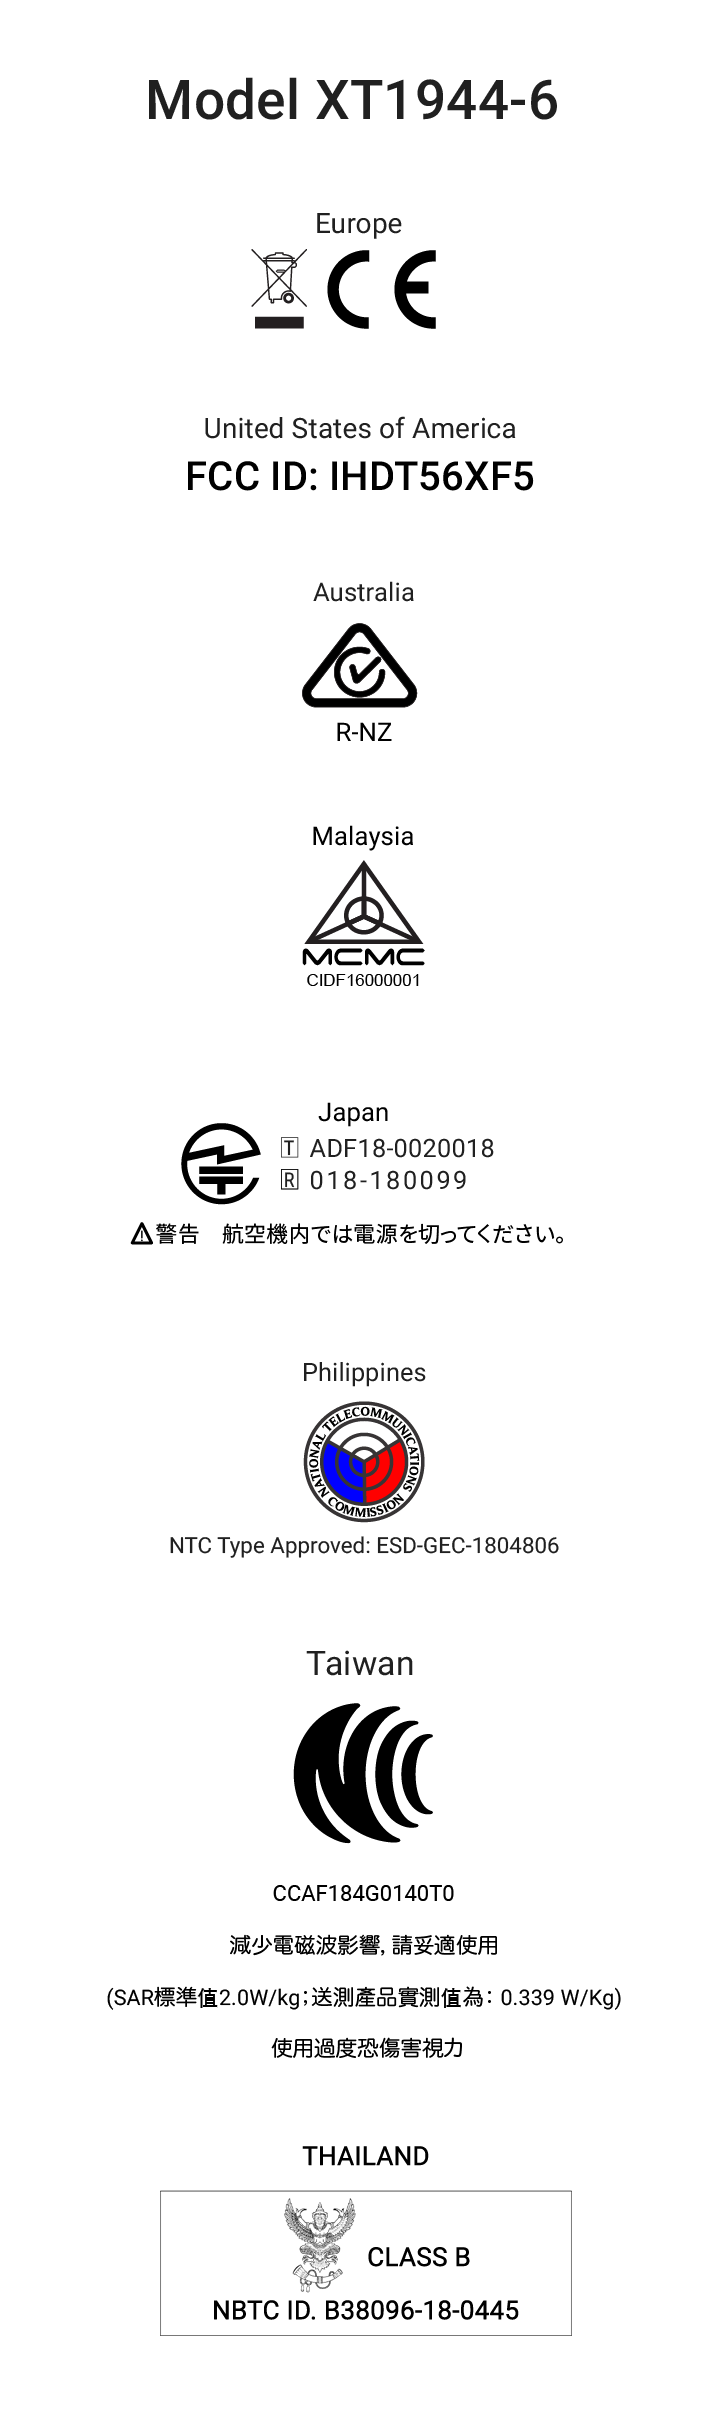 Model XT1944-6
Europe
CE
United States of America
FCC ID: IHDT56XF5
Australia
R-NZ
Malaysia
MCMC
CIDF16000001
Japan
T ADF18-0020018
R 018-180099
警告　航空機内では電源を切ってください。
Philippines
NATIONAL TELECOMMUNICATIONS COMMISSION
NTC Type Approved: ESD-GEC-1804806
Taiwan
CCAF184G0140T0
減少電磁波影響, 請妥適使用
(SAR標準值2.0W/kg；送測產品實測值為： 0.339 W/Kg)
使用過度恐傷害視力
THAILAND
CLASS B
NBTC ID. B38096-18-0445